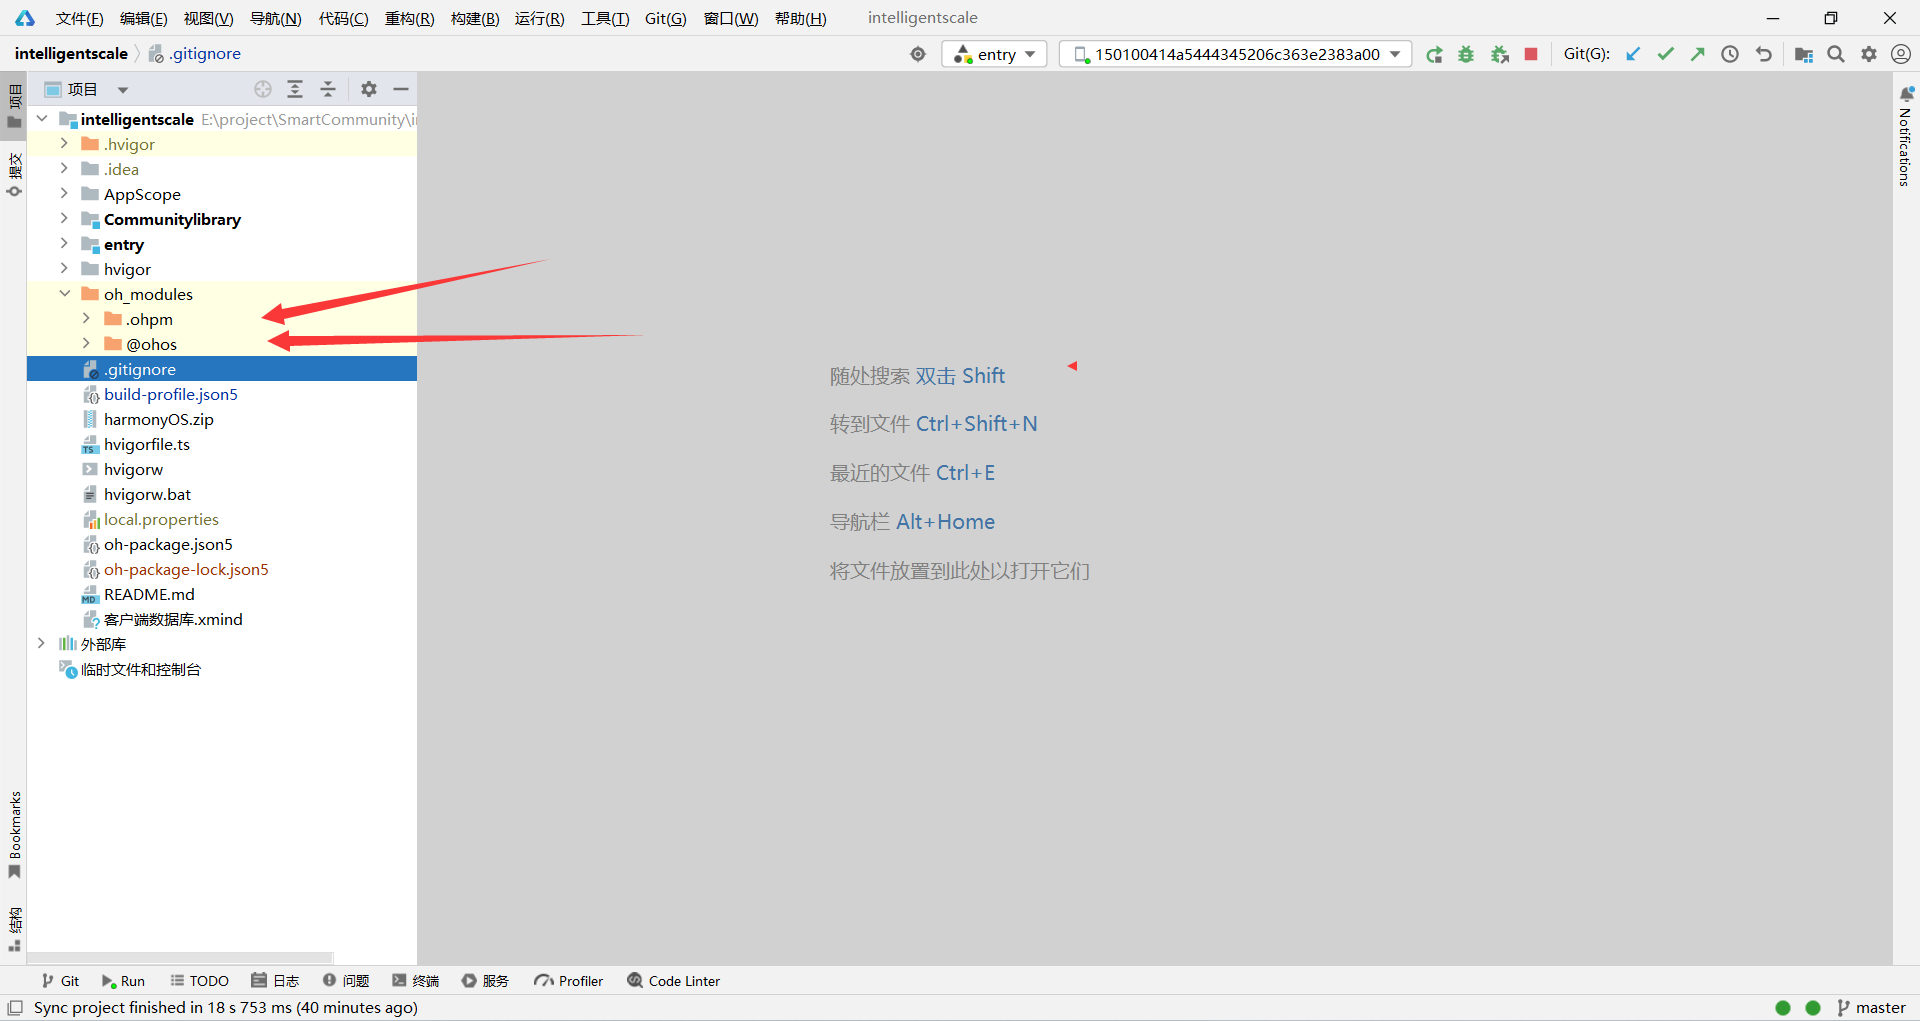 文件(F) 编辑(E) 视图(V) 导航(N) 代码(C) 重构(R) 构建(B) 运行(R) 工具(T) Git(G) 窗口(W) 帮助(H) intelligentscale
intelligentscale .gitignore entry 150100414a5444345206c363e2383a00 Git(G):
项目
项目
提交
Bookmarks
结构
intelligentscale E:\project\SmartCommunity\i
.hvigor
.idea
AppScope
Communitylibrary
entry
hvigor
oh_modules
.ohpm
@ohos
.gitignore
build-profile.json5
harmonyOS.zip
hvigorfile.ts
hvigorw
hvigorw.bat
local.properties
oh-package.json5
oh-package-lock.json5
README.md
客户端数据库.xmind
外部库
临时文件和控制台
随处搜索 双击 Shift
转到文件 Ctrl+Shift+N
最近的文件 Ctrl+E
导航栏 Alt+Home
将文件放置到此处以打开它们
Notifications
Git Run TODO 日志 问题 终端 服务 Profiler Code Linter
Sync project finished in 18 s 753 ms (40 minutes ago) master